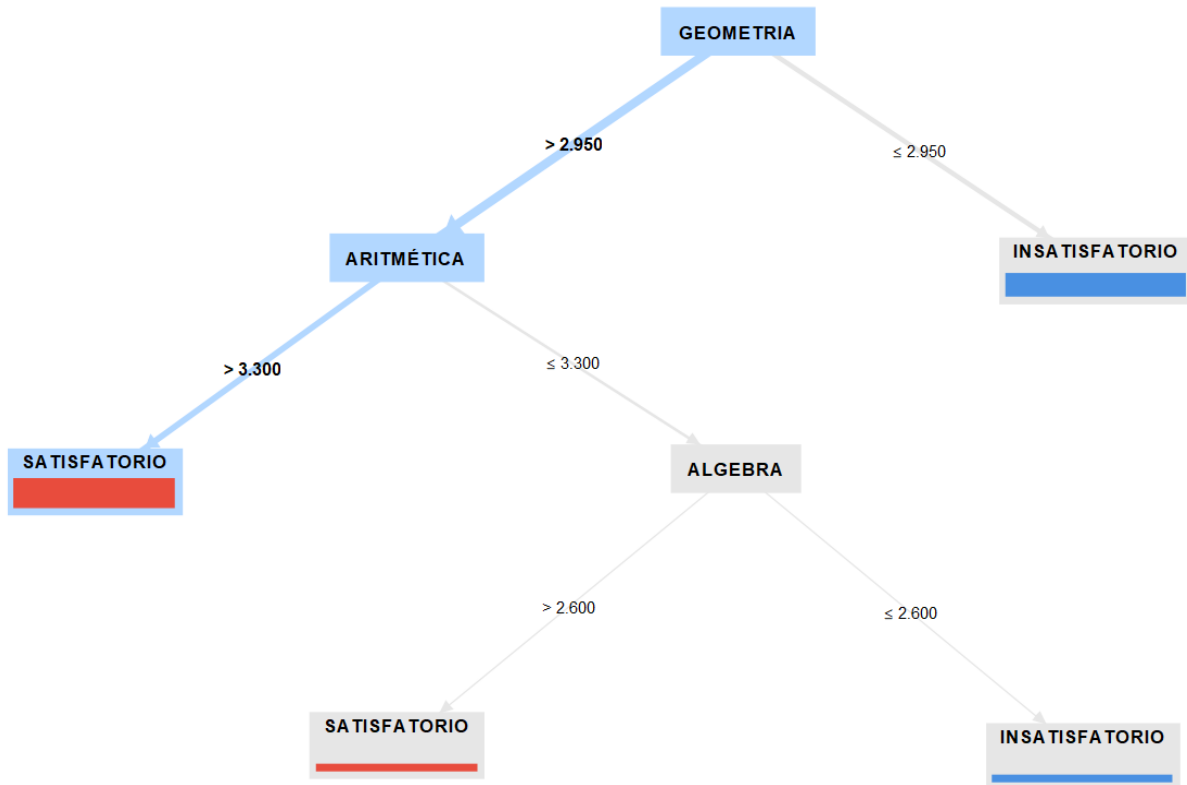 GEOMETRIA
> 2.950
≤ 2.950
ARITMÉTICA
INSATISFATORIO
> 3.300
≤ 3.300
SATISFATORIO
ALGEBRA
> 2.600
≤ 2.600
SATISFATORIO
INSATISFATORIO